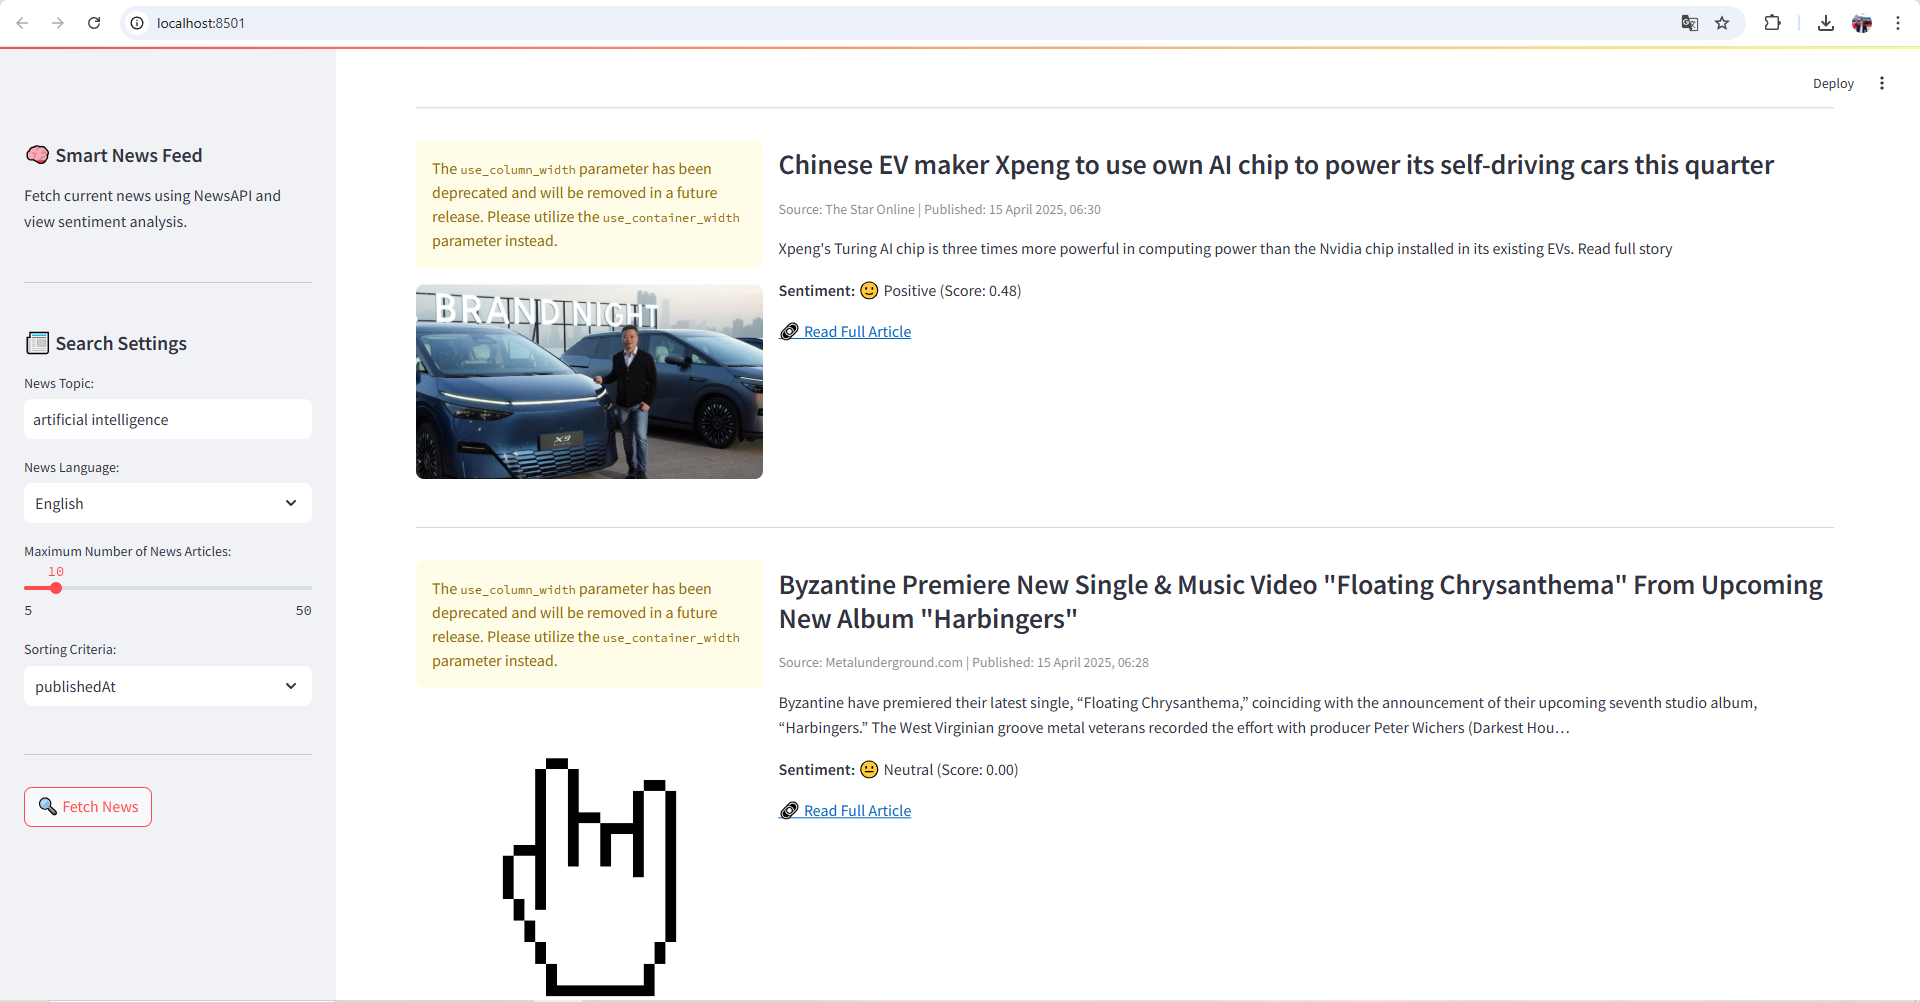 localhost:8501
Deploy
🧠 Smart News Feed
Fetch current news using NewsAPI and
view sentiment analysis.
📰 Search Settings
News Topic:
artificial intelligence
News Language:
English
Maximum Number of News Articles:
10
5 50
Sorting Criteria:
publishedAt
🔍 Fetch News
The use_column_width parameter has been
deprecated and will be removed in a future
release. Please utilize the use_container_width
parameter instead.
BRAND NIGHT
X9
Chinese EV maker Xpeng to use own AI chip to power its self-driving cars this quarter
Source: The Star Online | Published: 15 April 2025, 06:30
Xpeng's Turing AI chip is three times more powerful in computing power than the Nvidia chip installed in its existing EVs. Read full story
Sentiment: 🙂 Positive (Score: 0.48)
🔗 Read Full Article
The use_column_width parameter has been
deprecated and will be removed in a future
release. Please utilize the use_container_width
parameter instead.
Byzantine Premiere New Single & Music Video "Floating Chrysanthema" From Upcoming
New Album "Harbingers"
Source: Metalunderground.com | Published: 15 April 2025, 06:28
Byzantine have premiered their latest single, “Floating Chrysanthema,” coinciding with the announcement of their upcoming seventh studio album,
“Harbingers.” The West Virginian groove metal veterans recorded the effort with producer Peter Wichers (Darkest Hou…
Sentiment: 😐 Neutral (Score: 0.00)
🔗 Read Full Article